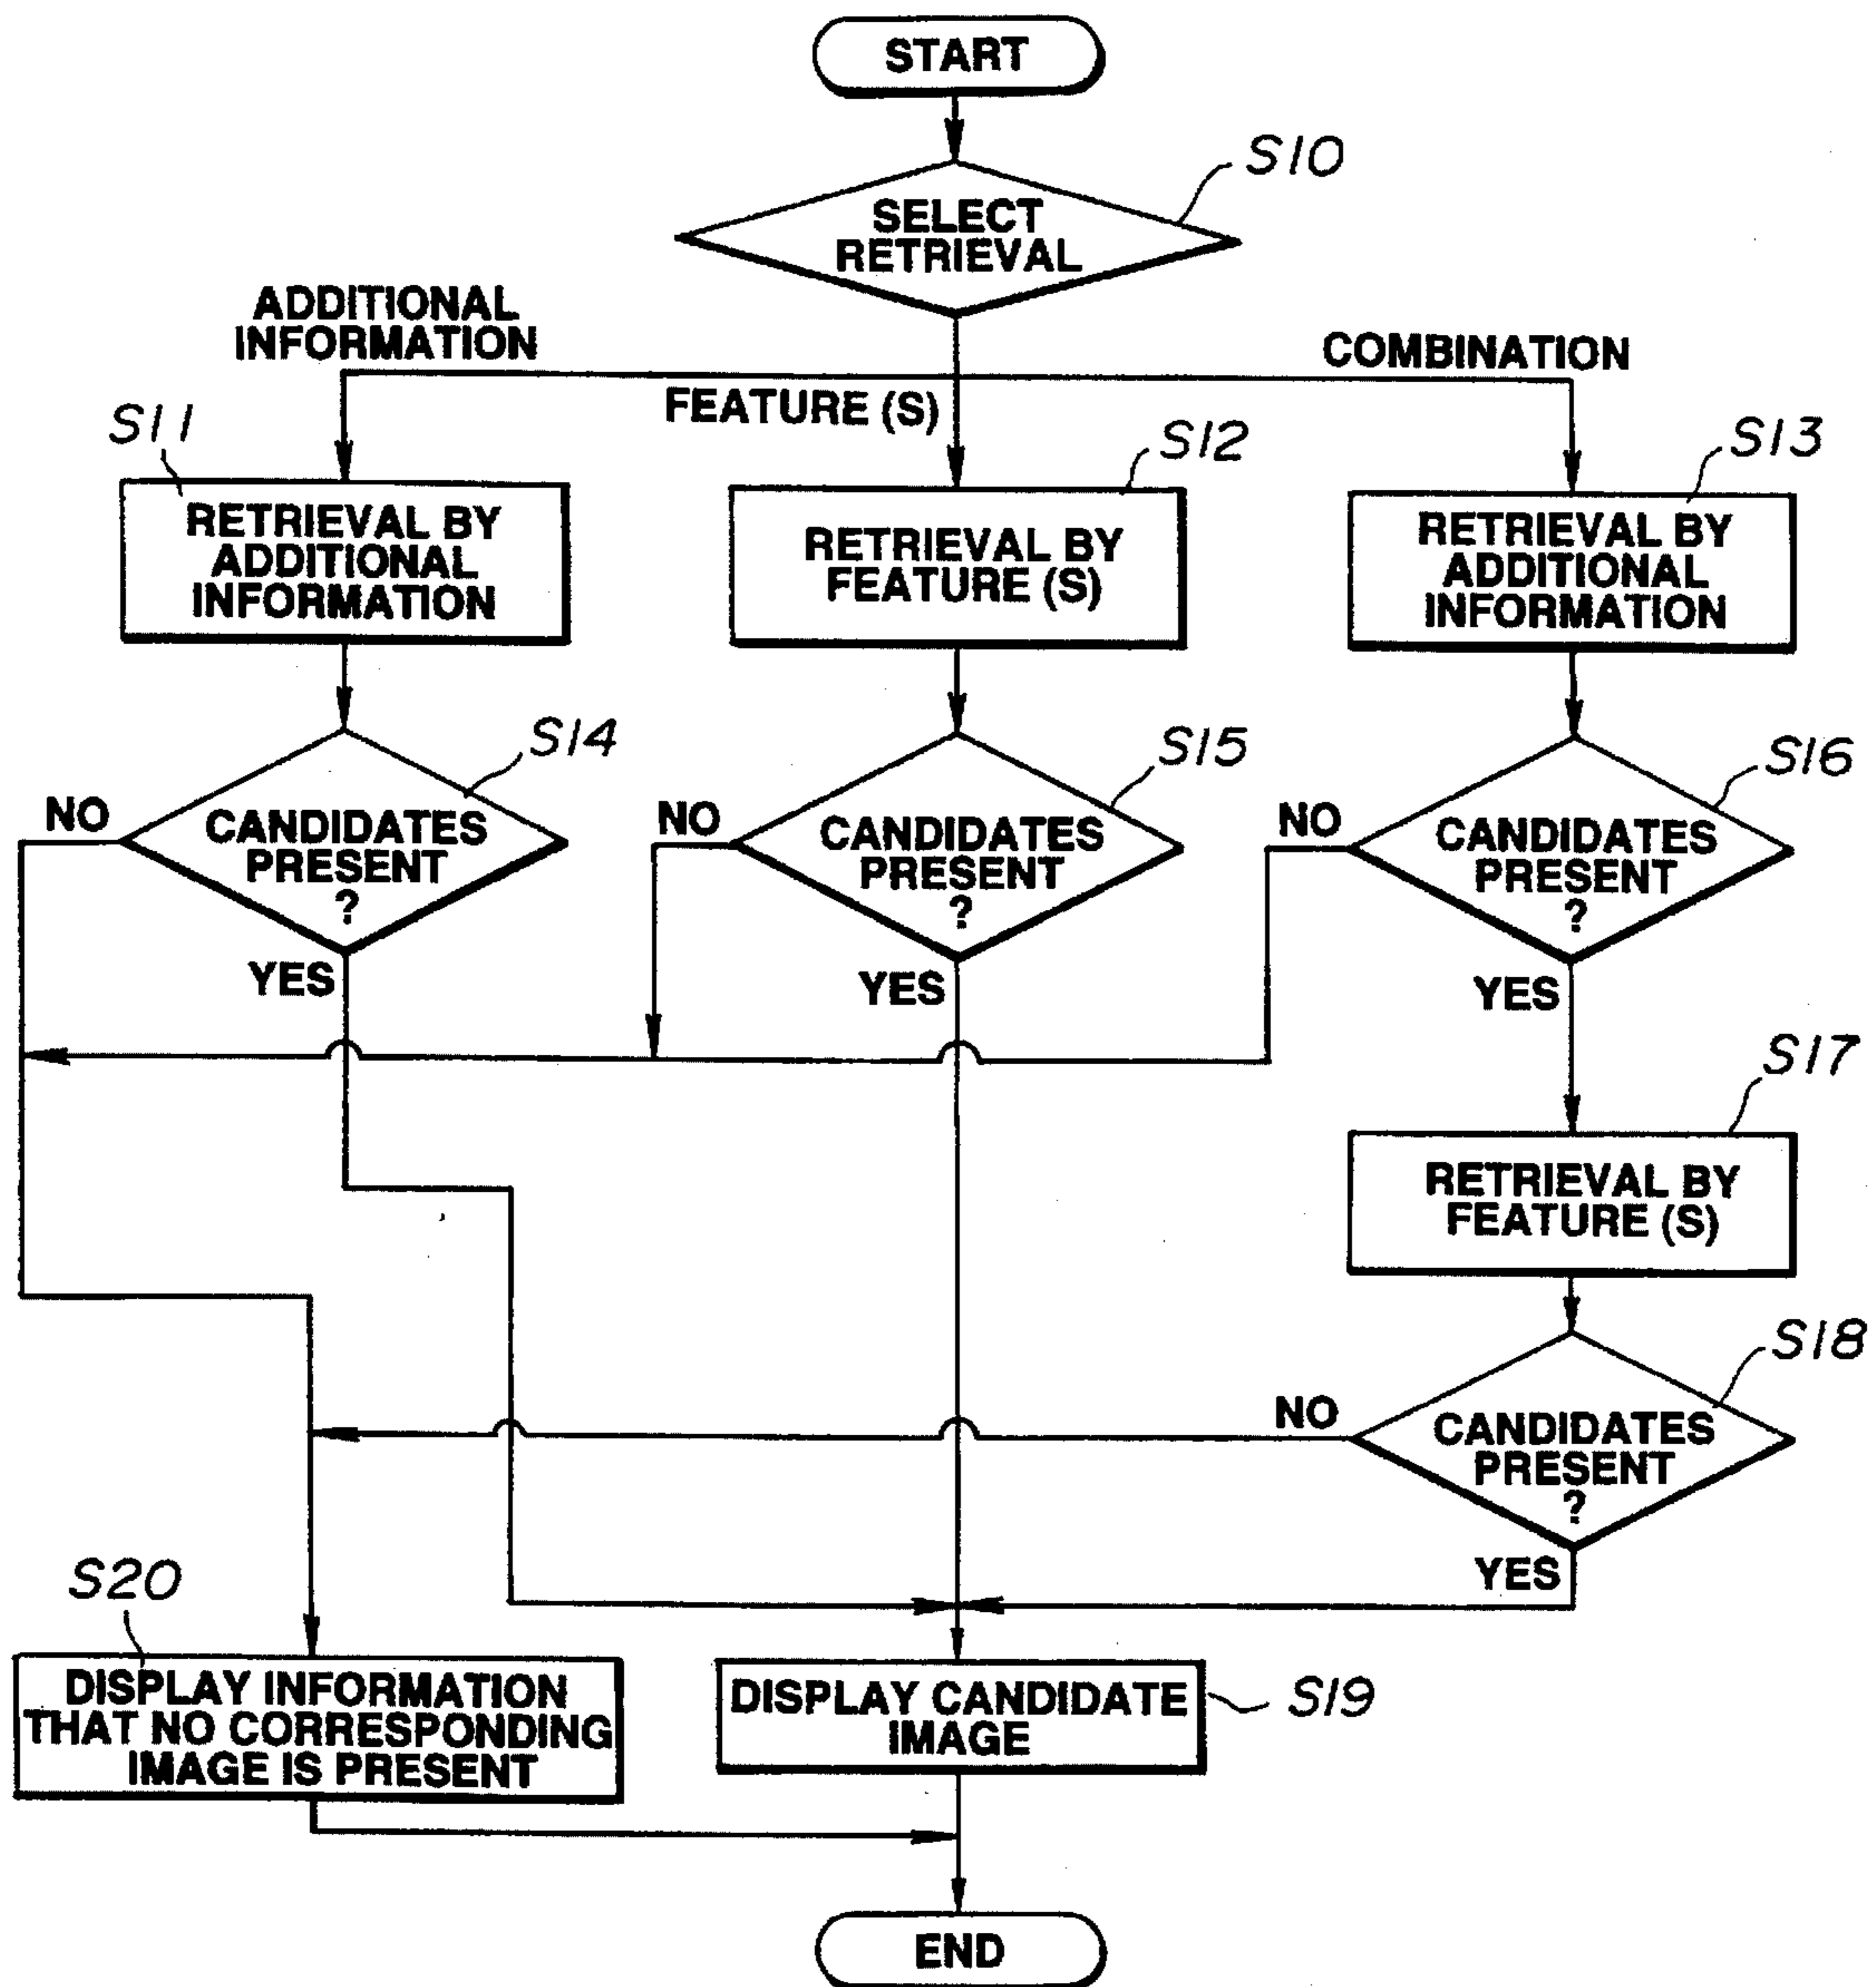 START
S10
SELECT
RETRIEVAL
ADDITIONAL
INFORMATION
COMBINATION
FEATURE (S)
S11
S12
S13
RETRIEVAL BY
ADDITIONAL
INFORMATION
RETRIEVAL BY
FEATURE (S)
RETRIEVAL BY
ADDITIONAL
INFORMATION
S14
S15
S16
NO
CANDIDATES
PRESENT
?
YES
NO
CANDIDATES
PRESENT
?
YES
NO
CANDIDATES
PRESENT
?
YES
S17
RETRIEVAL BY
FEATURE (S)
S18
NO
CANDIDATES
PRESENT
?
YES
S20
DISPLAY INFORMATION
THAT NO CORRESPONDING
IMAGE IS PRESENT
DISPLAY CANDIDATE
IMAGE
S19
END